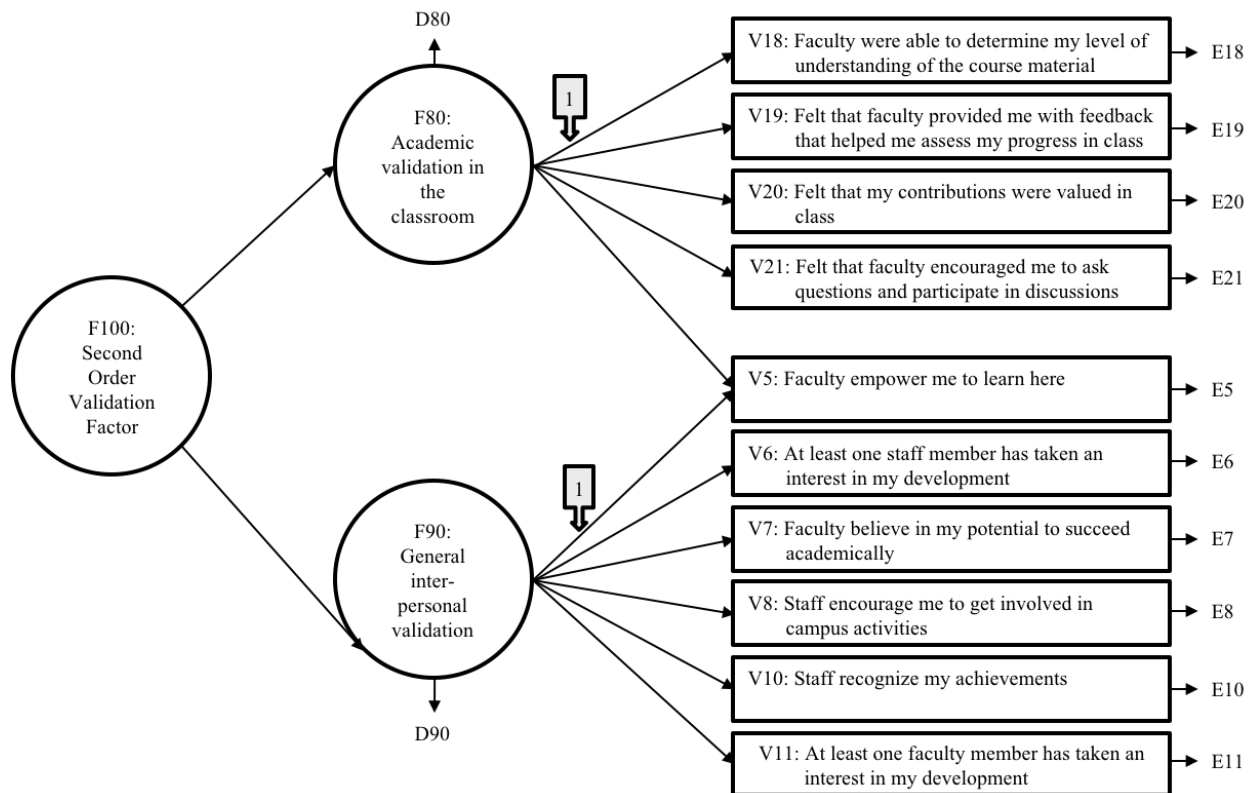 D80
V18: Faculty were able to determine my level of
understanding of the course material
E18
1
F80:
Academic
validation in
the
classroom
V19: Felt that faculty provided me with feedback
that helped me assess my progress in class
E19
V20: Felt that my contributions were valued in
class
E20
V21: Felt that faculty encouraged me to ask
questions and participate in discussions
E21
F100:
Second
Order
Validation
Factor
V5: Faculty empower me to learn here
E5
V6: At least one staff member has taken an
interest in my development
E6
1
F90:
General
inter-
personal
validation
V7: Faculty believe in my potential to succeed
academically
E7
V8: Staff encourage me to get involved in
campus activities
E8
V10: Staff recognize my achievements
E10
D90
V11: At least one faculty member has taken an
interest in my development
E11